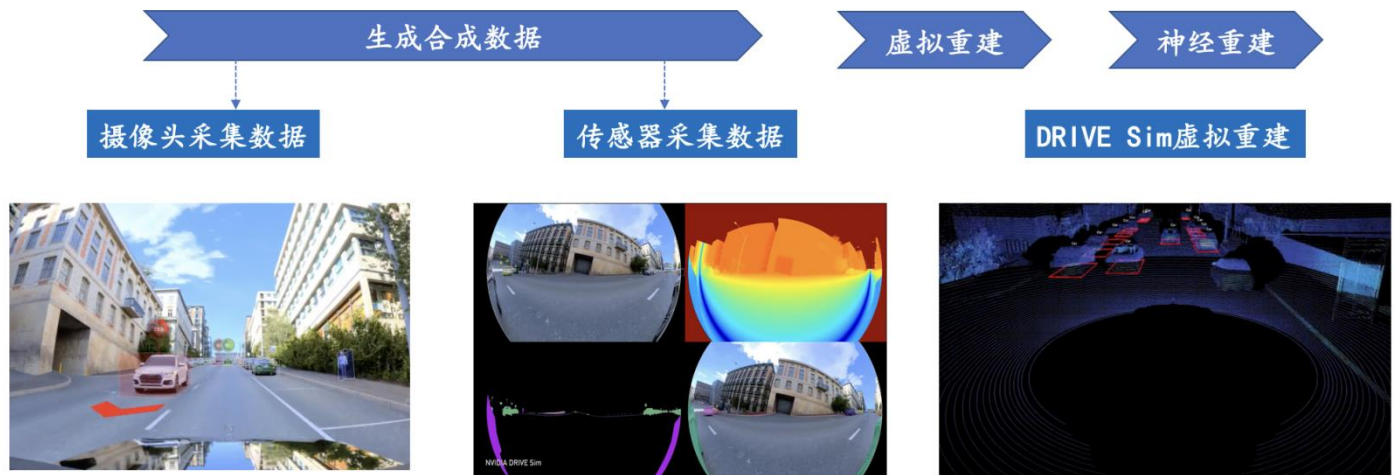 生成合成数据
虚拟重建
神经重建
摄像头采集数据
传感器采集数据
DRIVE Sim虚拟重建
NVIDIA DRIVE Sim